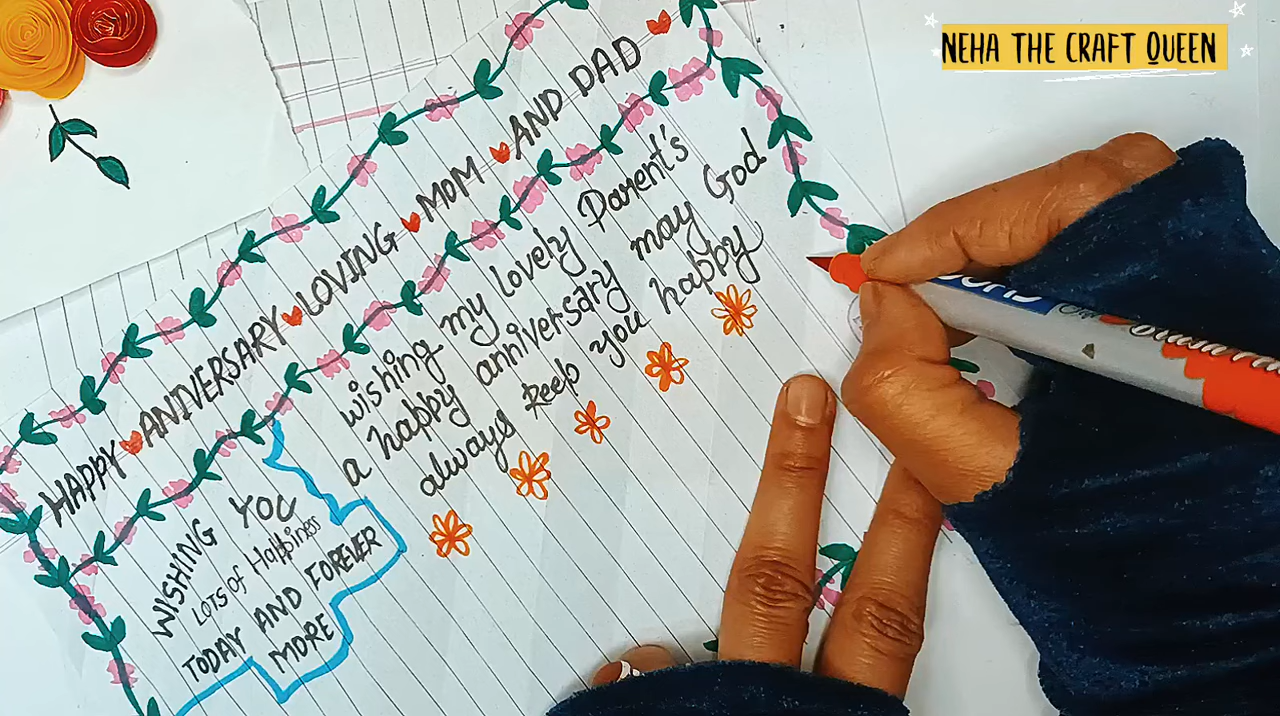 NEHA THE CRAFT QUEEN
HAPPY ANIVERSARY LOVING MOM AND DAD
wishing my lovely Parent's
a happy anniversary may God
always keep you happy
WISHING YOU
LOTS of Happiness
TODAY AND FOREVER
MORE